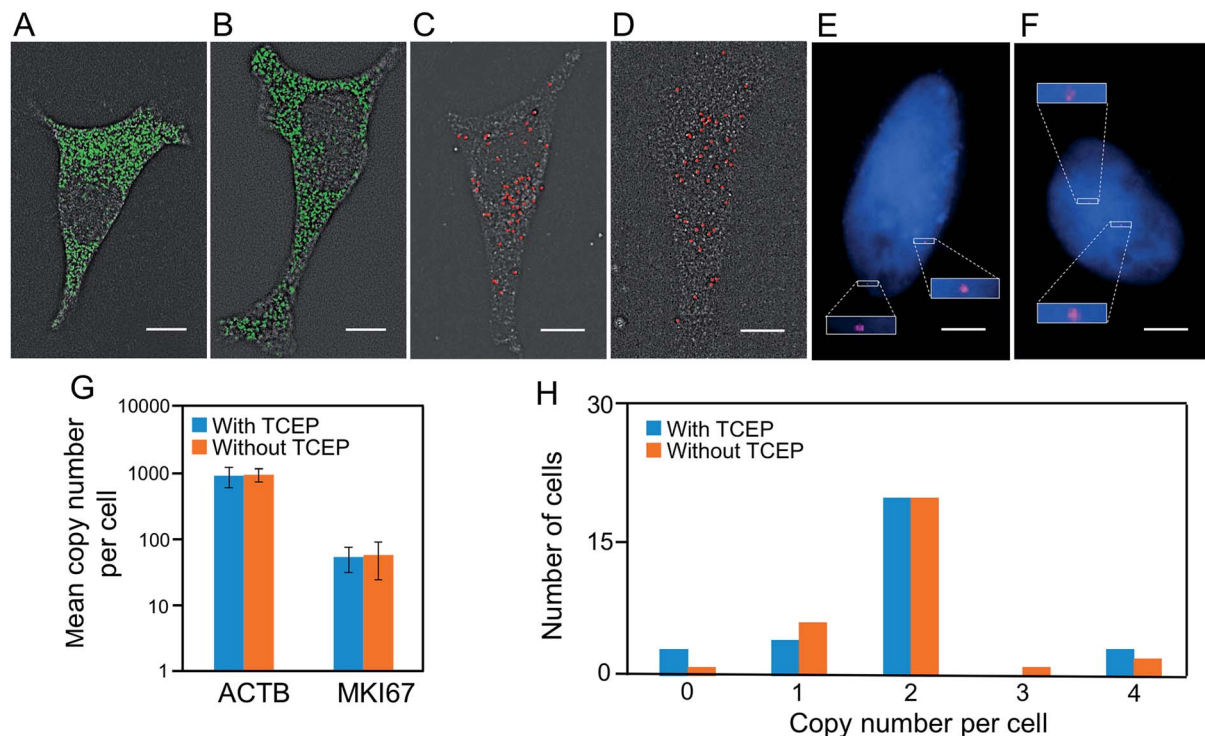 A
B
C
D
E
F
G
10000
1000
100
10
1
Mean copy number
per cell
With TCEP
Without TCEP
ACTB
MKI67
H
30
15
0
Number of cells
With TCEP
Without TCEP
0
1
2
3
4
Copy number per cell